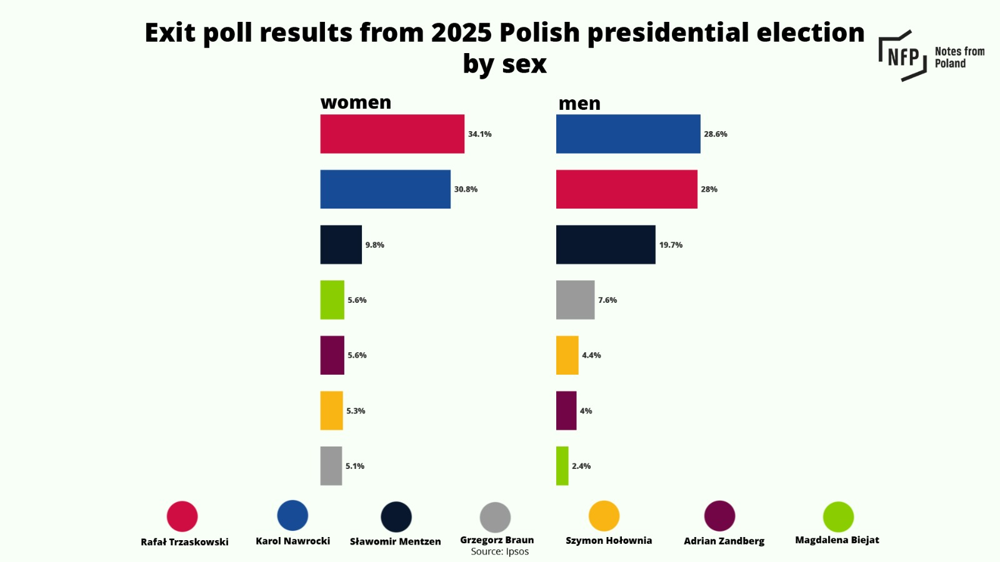 Exit poll results from 2025 Polish presidential election
by sex
NFP
Notes from
Poland
women
34.1%
30.8%
9.8%
5.6%
5.6%
5.3%
5.1%
men
28.6%
28%
19.7%
7.6%
4.4%
4%
2.4%
Rafał Trzaskowski
Karol Nawrocki
Sławomir Mentzen
Grzegorz Braun
Szymon Hołownia
Adrian Zandberg
Magdalena Biejat
Source: Ipsos